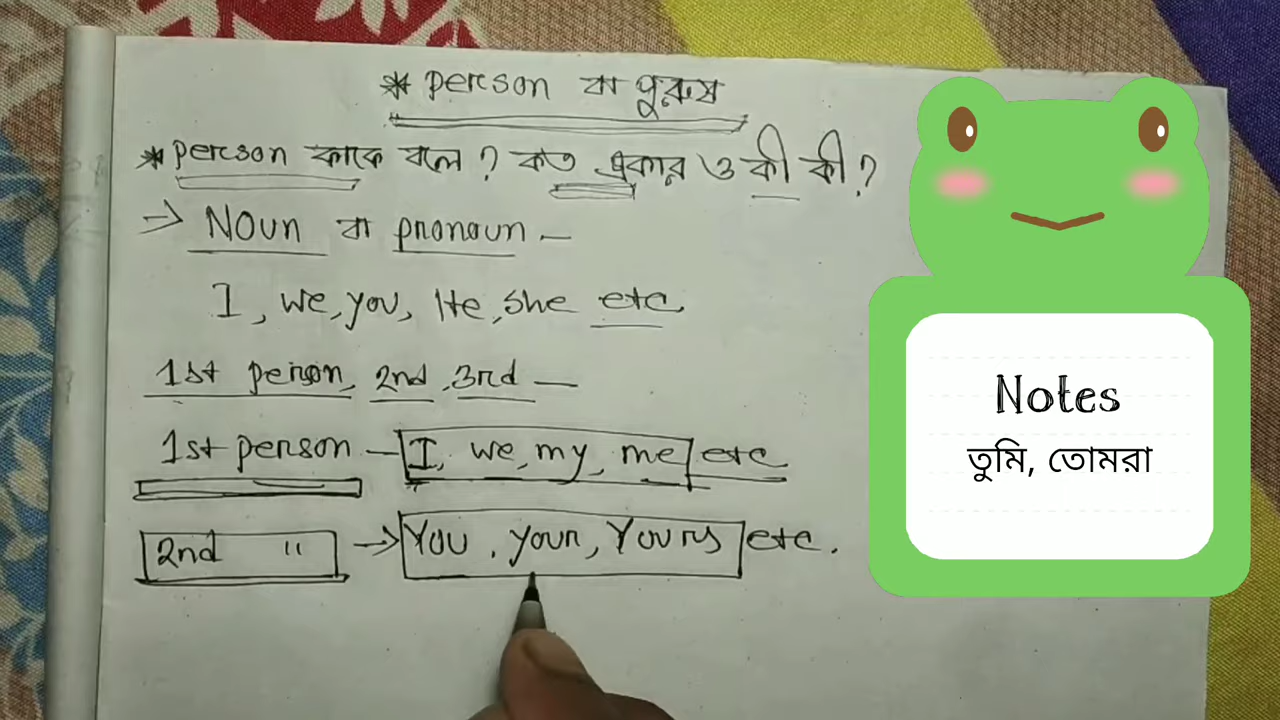 * person বা পুরুষ
* person কাকে বলে ? কত প্রকার ও কী কী ?
⇒ Noun বা pronoun —
I, we, you, He, she etc.
1st person, 2nd, 3rd —
1st person — I, we, my, me etc
2nd " → You, your, Yours etc.
Notes
তুমি, তোমরা